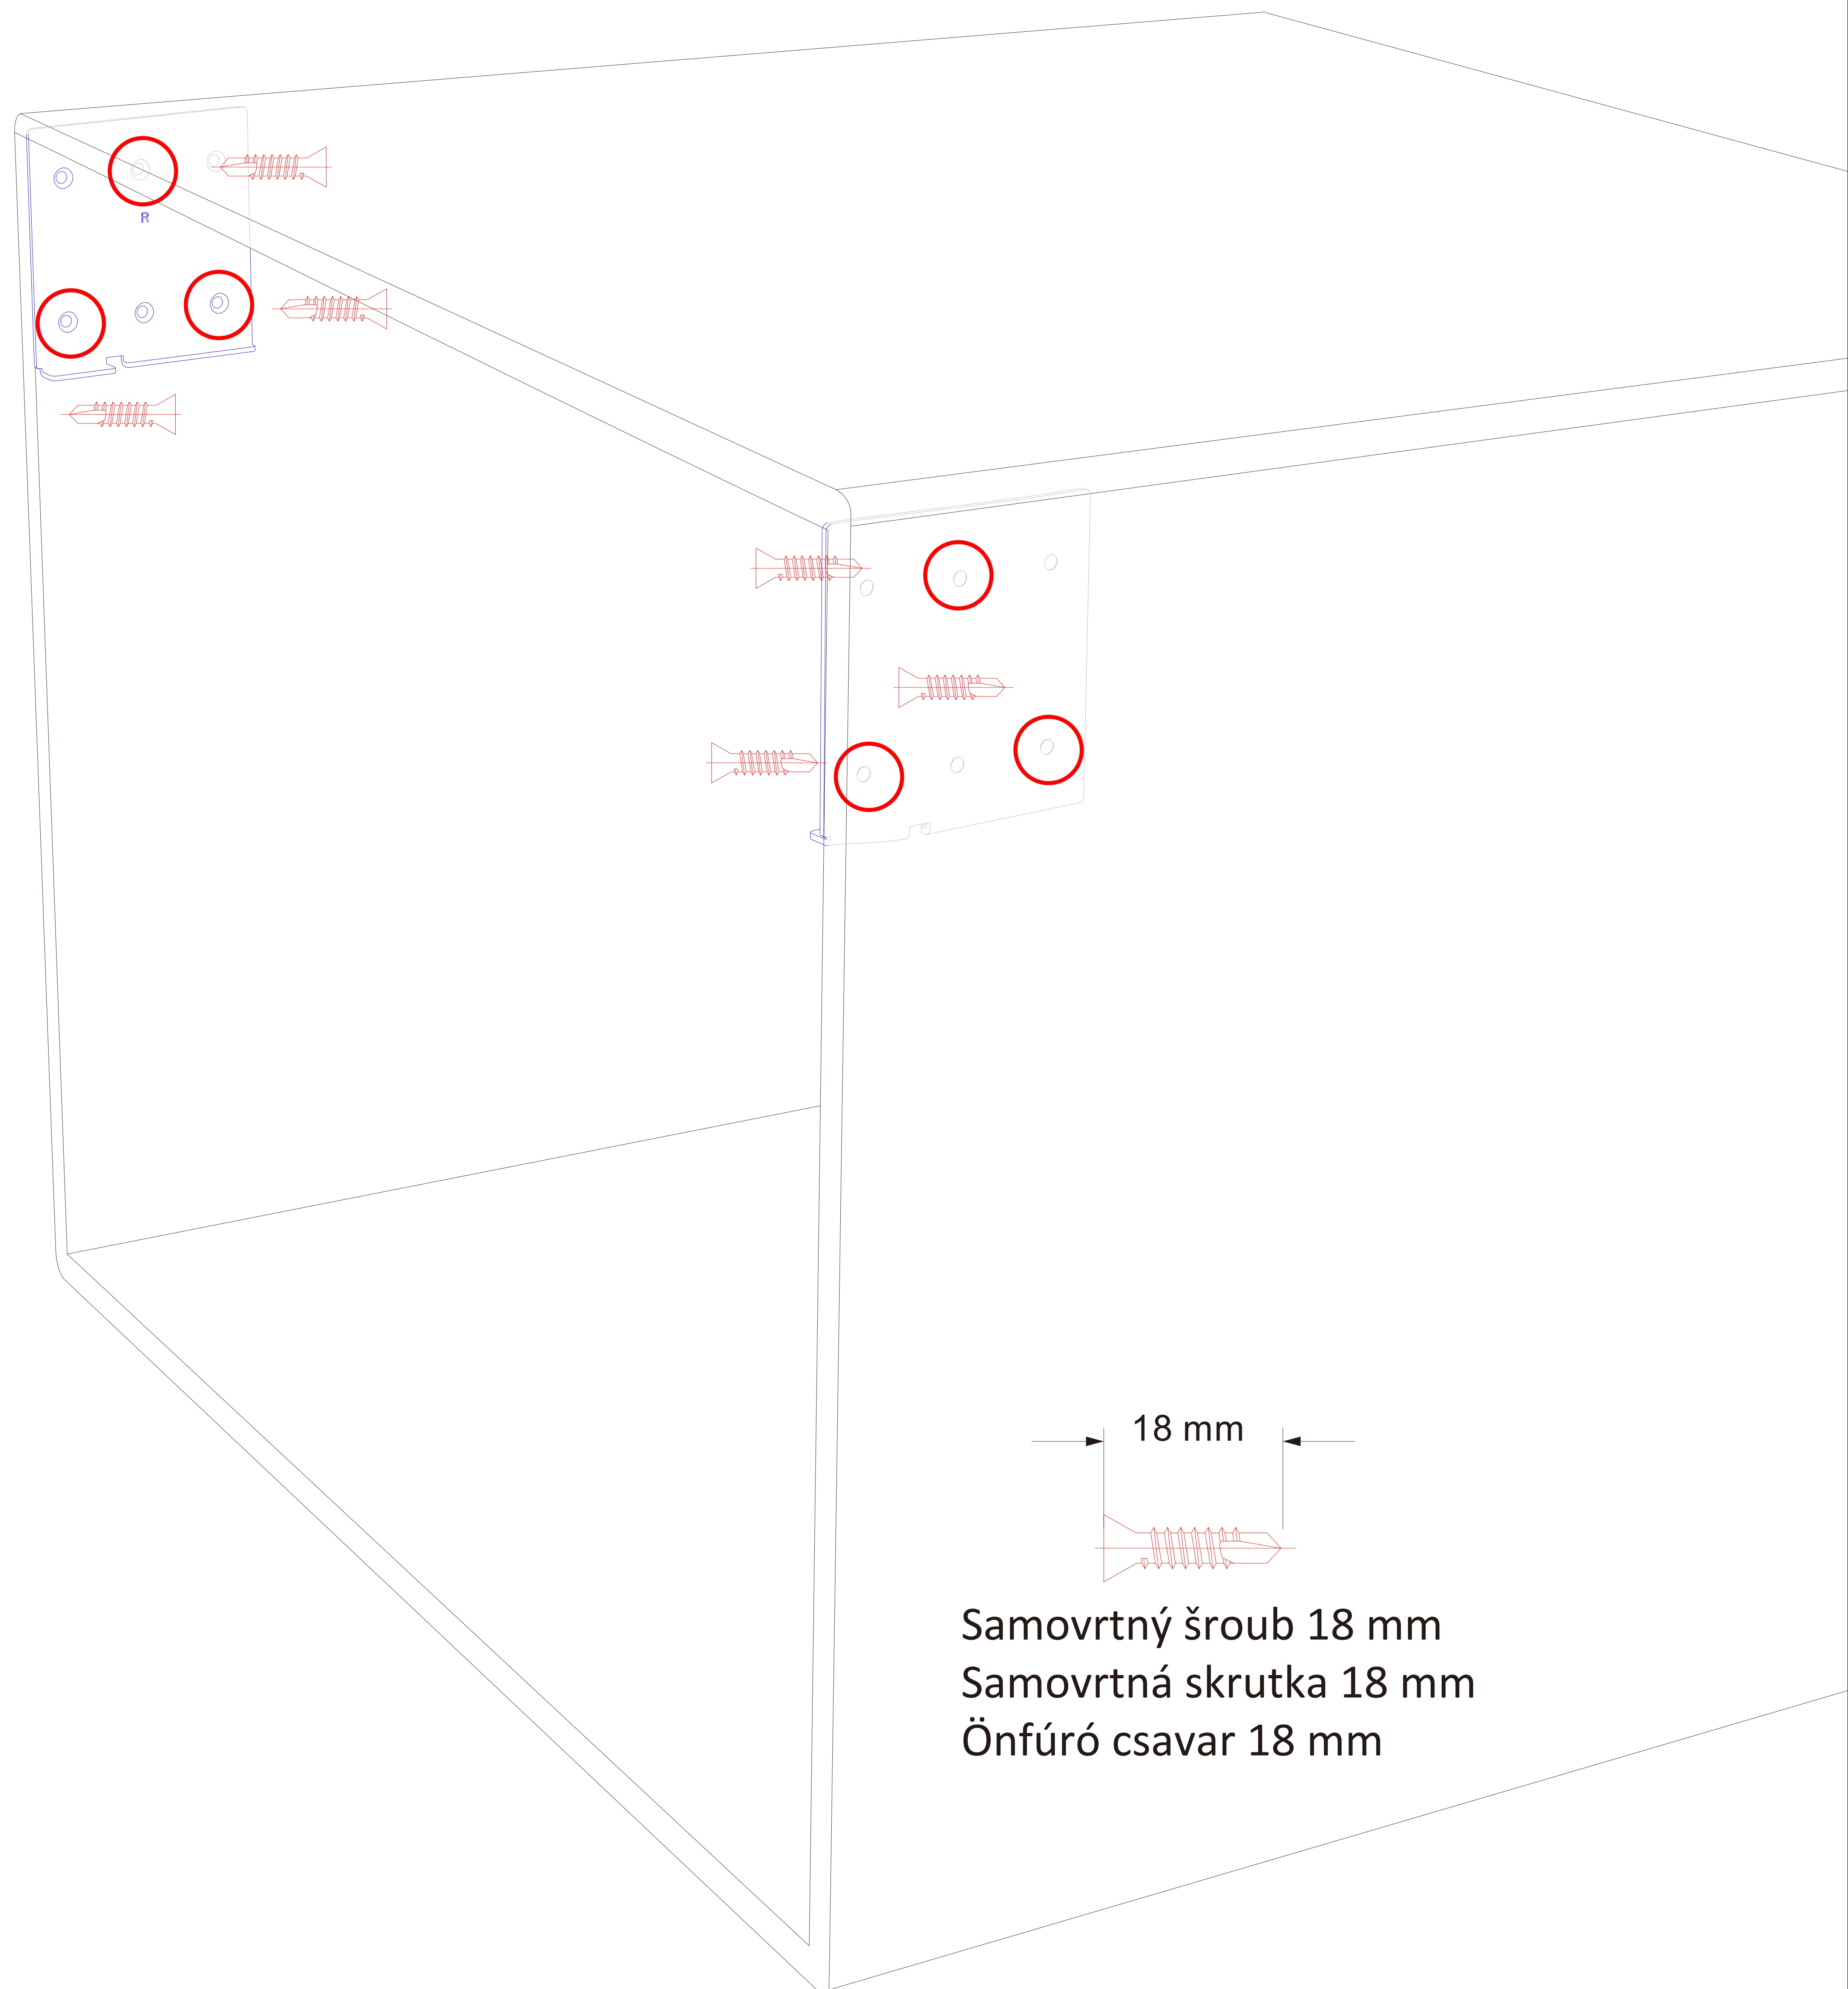 R
18 mm
Samovrtný šroub 18 mm
Samovrtná skrutka 18 mm
Önfúró csavar 18 mm